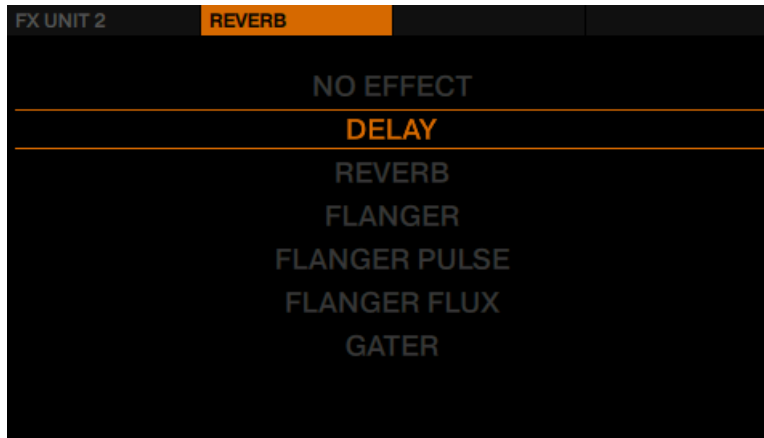 FX UNIT 2 REVERB
NO EFFECT
DELAY
REVERB
FLANGER
FLANGER PULSE
FLANGER FLUX
GATER